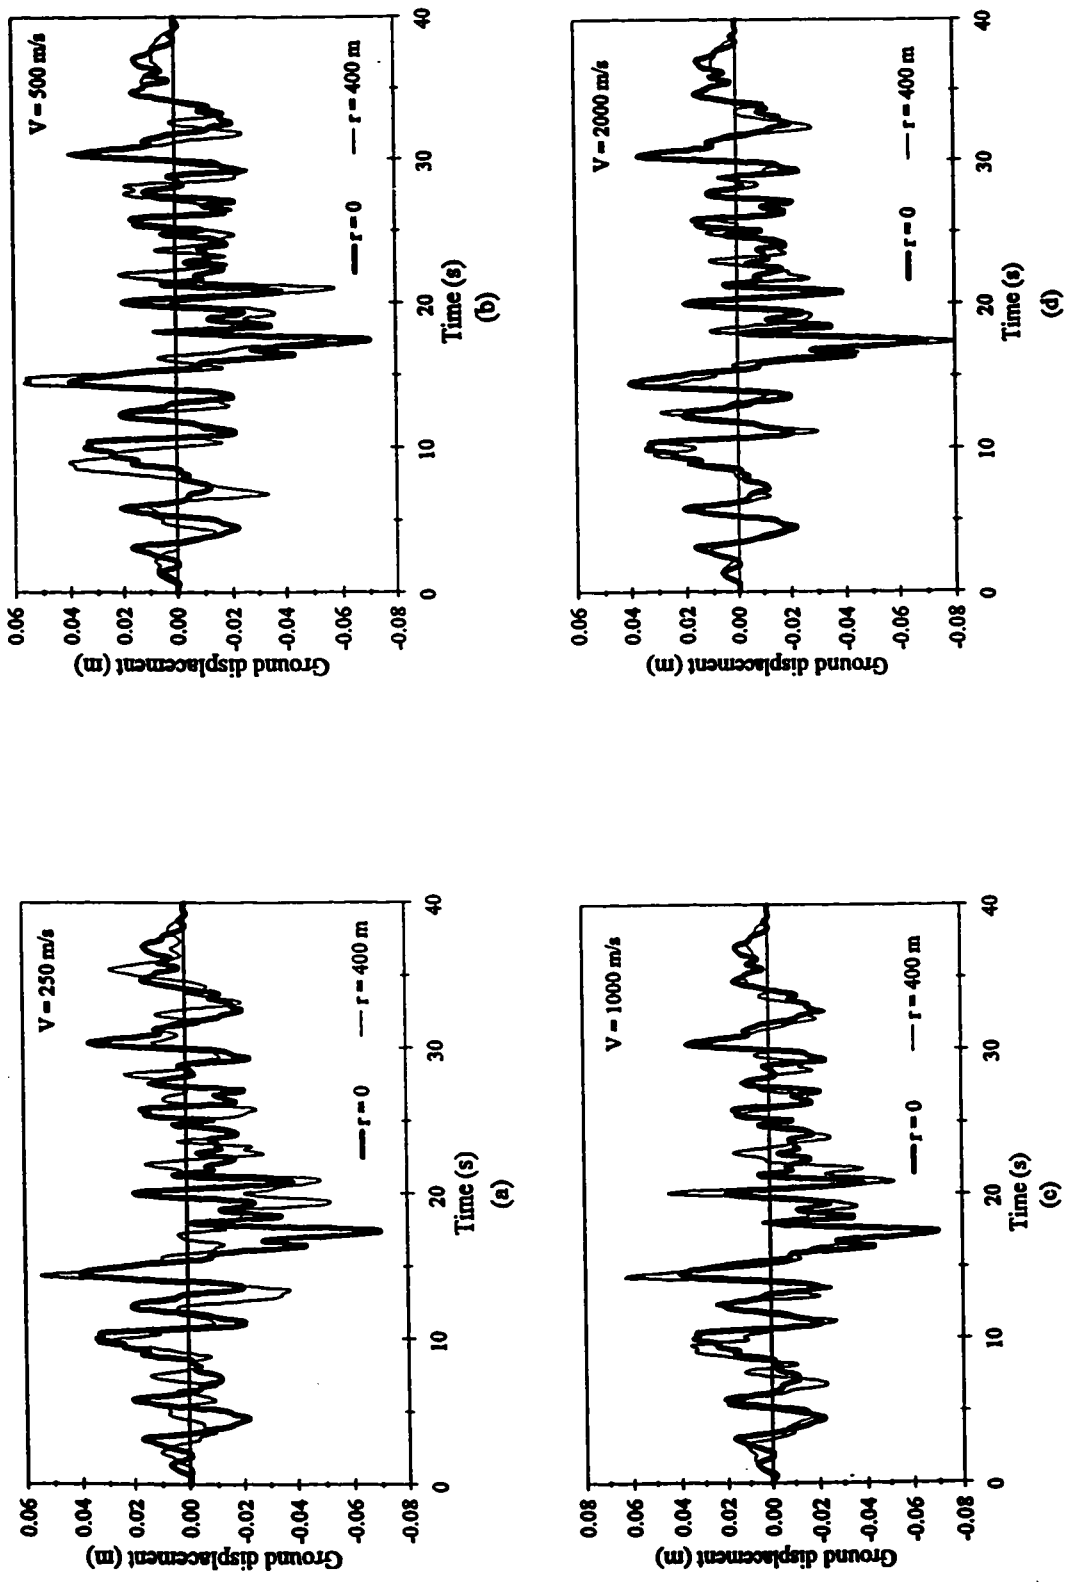 V = 250 m/s
Ground displacement (m)
0.06
0.04
0.02
0.00
-0.02
-0.04
-0.06
-0.08
0
10
20
30
40
r = 0
r = 400 m
Time (s)
(a)
V = 500 m/s
Ground displacement (m)
0.06
0.04
0.02
0.00
-0.02
-0.04
-0.06
-0.08
0
10
20
30
40
r = 0
r = 400 m
Time (s)
(b)
V = 1000 m/s
Ground displacement (m)
0.08
0.06
0.04
0.02
0.00
-0.02
-0.04
-0.06
-0.08
0
10
20
30
40
r = 0
r = 400 m
Time (s)
(c)
V = 2000 m/s
Ground displacement (m)
0.06
0.04
0.02
0.00
-0.02
-0.04
-0.06
-0.08
0
10
20
30
40
r = 0
r = 400 m
Time (s)
(d)